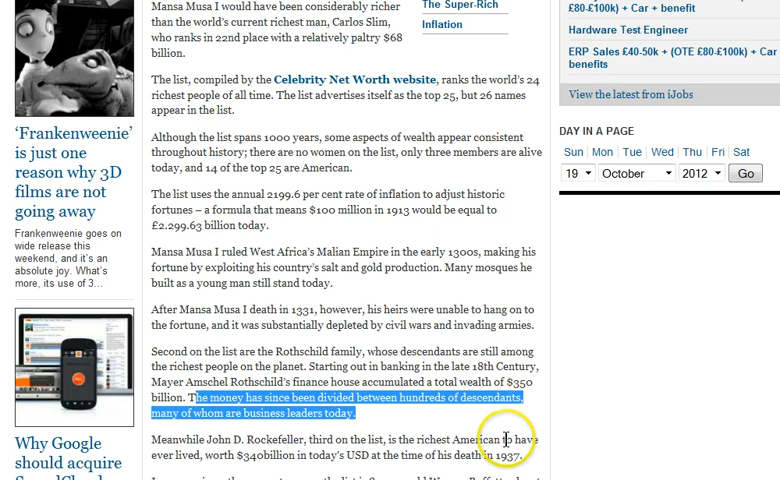 Mansa Musa I would have been considerably richer
than the world's current richest man, Carlos Slim,
who ranks in 22nd place with a relatively paltry $68
billion.
The list, compiled by the Celebrity Net Worth website, ranks the world's 24
richest people of all time. The list advertises itself as the top 25, but 26 names
appear in the list.
Although the list spans 1000 years, some aspects of wealth appear consistent
throughout history; there are no women on the list, only three members are alive
today, and 14 of the top 25 are American.
The list uses the annual 2199.6 per cent rate of inflation to adjust historic
fortunes – a formula that means $100 million in 1913 would be equal to
£2.299.63 billion today.
Mansa Musa I ruled West Africa's Malian Empire in the early 1300s, making his
fortune by exploiting his country's salt and gold production. Many mosques he
built as a young man still stand today.
After Mansa Musa I death in 1331, however, his heirs were unable to hang on to
the fortune, and it was substantially depleted by civil wars and invading armies.
Second on the list are the Rothschild family, whose descendants are still among
the richest people on the planet. Starting out in banking in the late 18th Century,
Mayer Amschel Rothschild's finance house accumulated a total wealth of $350
billion. The money has since been divided between hundreds of descendants,
many of whom are business leaders today.
Meanwhile John D. Rockefeller, third on the list, is the richest American to have
ever lived, worth $340billion in today's USD at the time of his death in 1937.
The Super-Rich
Inflation
'Frankenweenie'
is just one
reason why 3D
films are not
going away
Frankenweenie goes on
wide release this
weekend, and it's an
absolute joy. What's
more, its use of 3...
Why Google
should acquire
£80-£100k) + Car + benefit
Hardware Test Engineer
ERP Sales £40-50k + (OTE £80-£100k) + Car +
benefits
View the latest from iJobs
DAY IN A PAGE
Sun Mon Tue Wed Thu Fri Sat
19 October 2012 Go